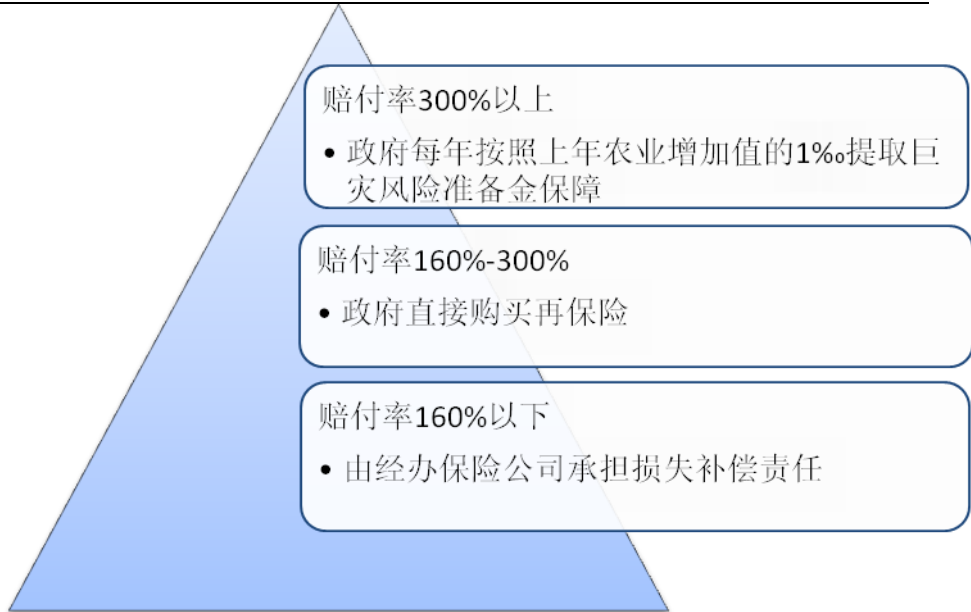 赔付率300%以上
• 政府每年按照上年农业增加值的1‰提取巨
灾风险准备金保障
赔付率160%-300%
• 政府直接购买再保险
赔付率160%以下
• 由经办保险公司承担损失补偿责任